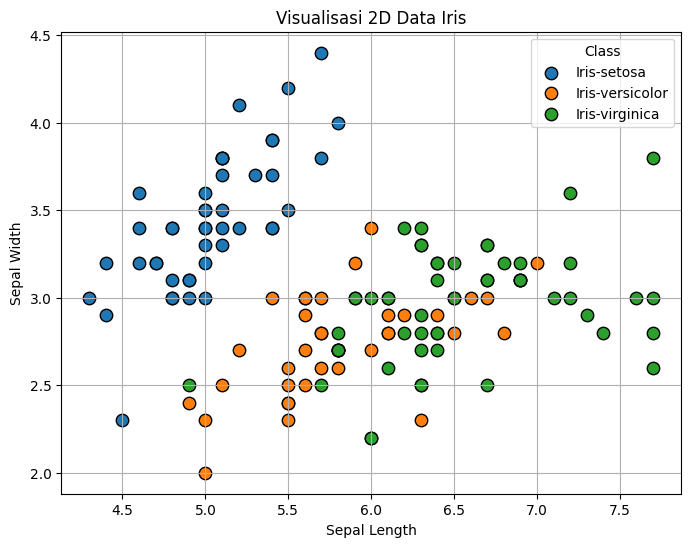 Visualisasi 2D Data Iris
Class
Iris-setosa
Iris-versicolor
Iris-virginica
Sepal Width
4.5
4.0
3.5
3.0
2.5
2.0
4.5 5.0 5.5 6.0 6.5 7.0 7.5
Sepal Length